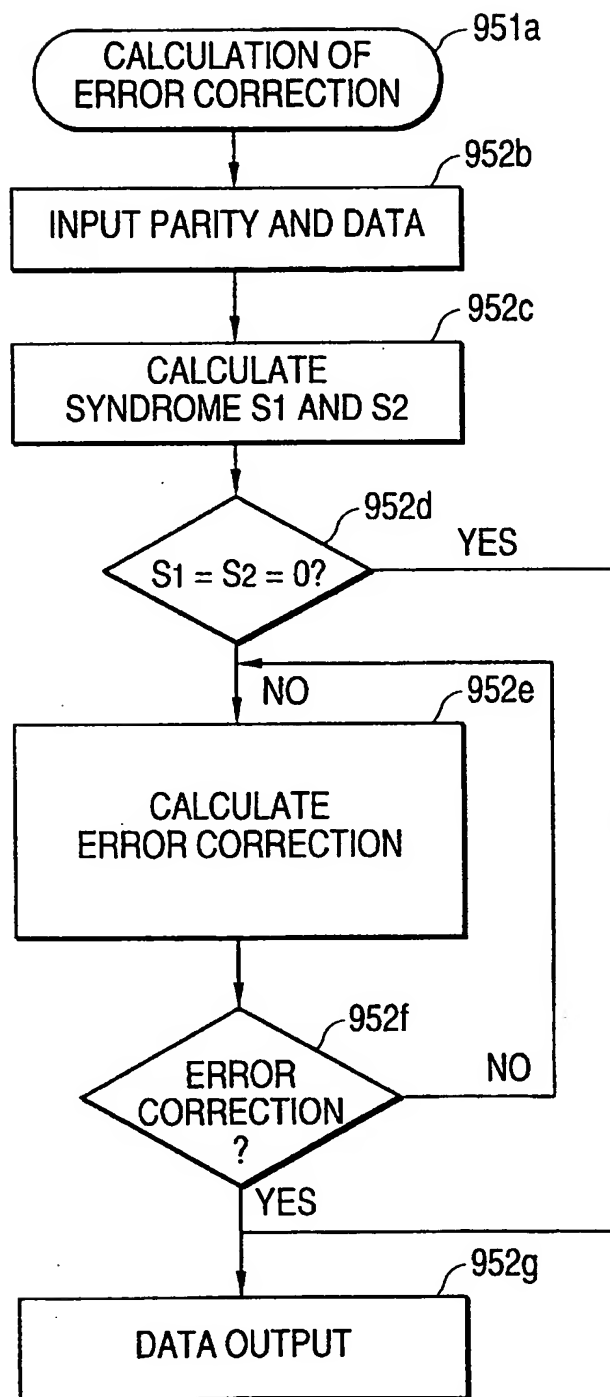 951a
CALCULATION OF
ERROR CORRECTION
952b
INPUT PARITY AND DATA
952c
CALCULATE
SYNDROME S1 AND S2
952d
S1 = S2 = 0?
YES
NO
952e
CALCULATE
ERROR CORRECTION
952f
ERROR
CORRECTION
?
NO
YES
952g
DATA OUTPUT